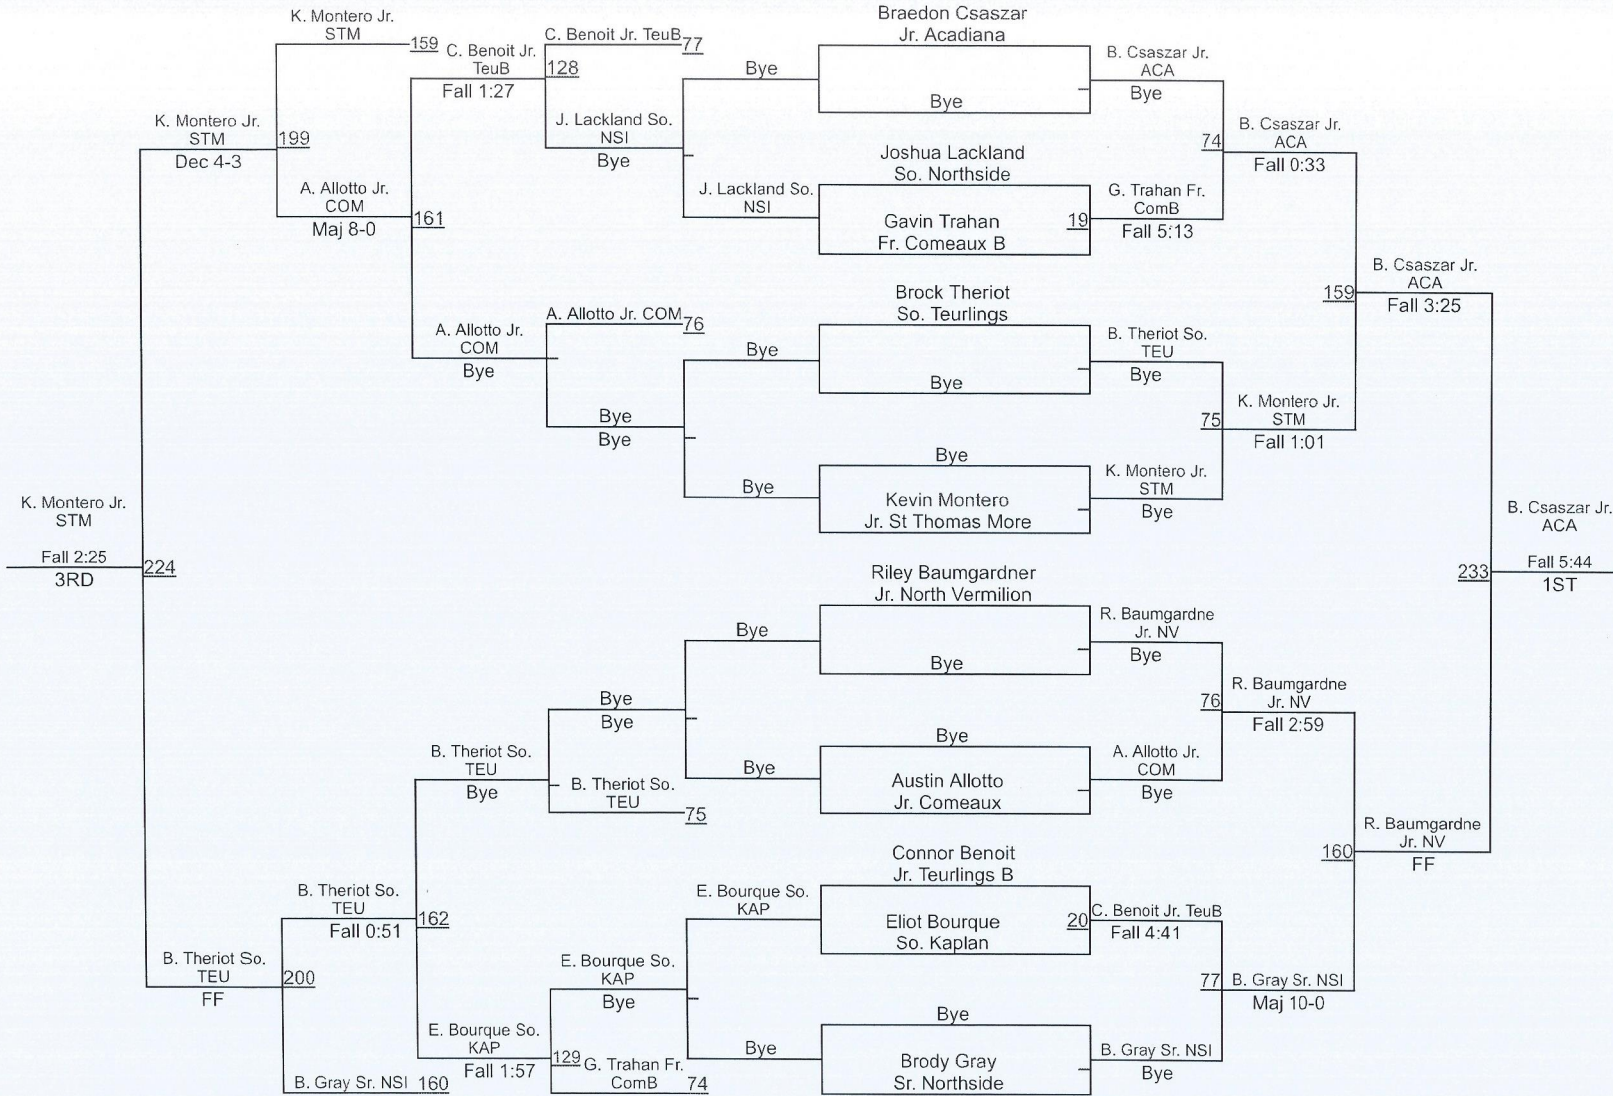 K. Montero Jr.
STM
159
C. Benoit Jr.
TeuB
Fall 1:27
C. Benoit Jr. TeuB
77
128
J. Lackland So.
NSI
Bye
K. Montero Jr.
STM
Dec 4-3
199
A. Allotto Jr.
COM
Maj 8-0
161
Bye
J. Lackland So.
NSI
Braedon Csaszar
Jr. Acadiana
Bye
B. Csaszar Jr.
ACA
Bye
Joshua Lackland
So. Northside
Gavin Trahan
Fr. Comeaux B
19
G. Trahan Fr.
ComB
Fall 5:13
74
B. Csaszar Jr.
ACA
Fall 0:33
A. Allotto Jr.
COM
Bye
A. Allotto Jr. COM
76
Bye
Bye
Bye
Bye
Brock Theriot
So. Teurlings
Bye
B. Theriot So.
TEU
Bye
Bye
Kevin Montero
Jr. St Thomas More
K. Montero Jr.
STM
Bye
75
K. Montero Jr.
STM
Fall 1:01
159
B. Csaszar Jr.
ACA
Fall 3:25
K. Montero Jr.
STM
Fall 2:25
3RD
224
B. Csaszar Jr.
ACA
Fall 5:44
1ST
233
Riley Baumgardner
Jr. North Vermilion
Bye
R. Baumgardne
Jr. NV
Bye
Bye
Bye
Bye
Bye
Bye
Austin Allotto
Jr. Comeaux
A. Allotto Jr.
COM
Bye
76
R. Baumgardne
Jr. NV
Fall 2:59
B. Theriot So.
TEU
Bye
B. Theriot So.
TEU
75
B. Theriot So.
TEU
Fall 0:51
162
Connor Benoit
Jr. Teurlings B
E. Bourque So.
KAP
Eliot Bourque
So. Kaplan
20
C. Benoit Jr. TeuB
Fall 4:41
160
R. Baumgardne
Jr. NV
FF
B. Theriot So.
TEU
FF
200
E. Bourque So.
KAP
Bye
77
B. Gray Sr. NSI
Maj 10-0
E. Bourque So.
KAP
Fall 1:57
129
G. Trahan Fr.
ComB
74
Bye
Bye
Brody Gray
Sr. Northside
B. Gray Sr. NSI
Bye
B. Gray Sr. NSI
160